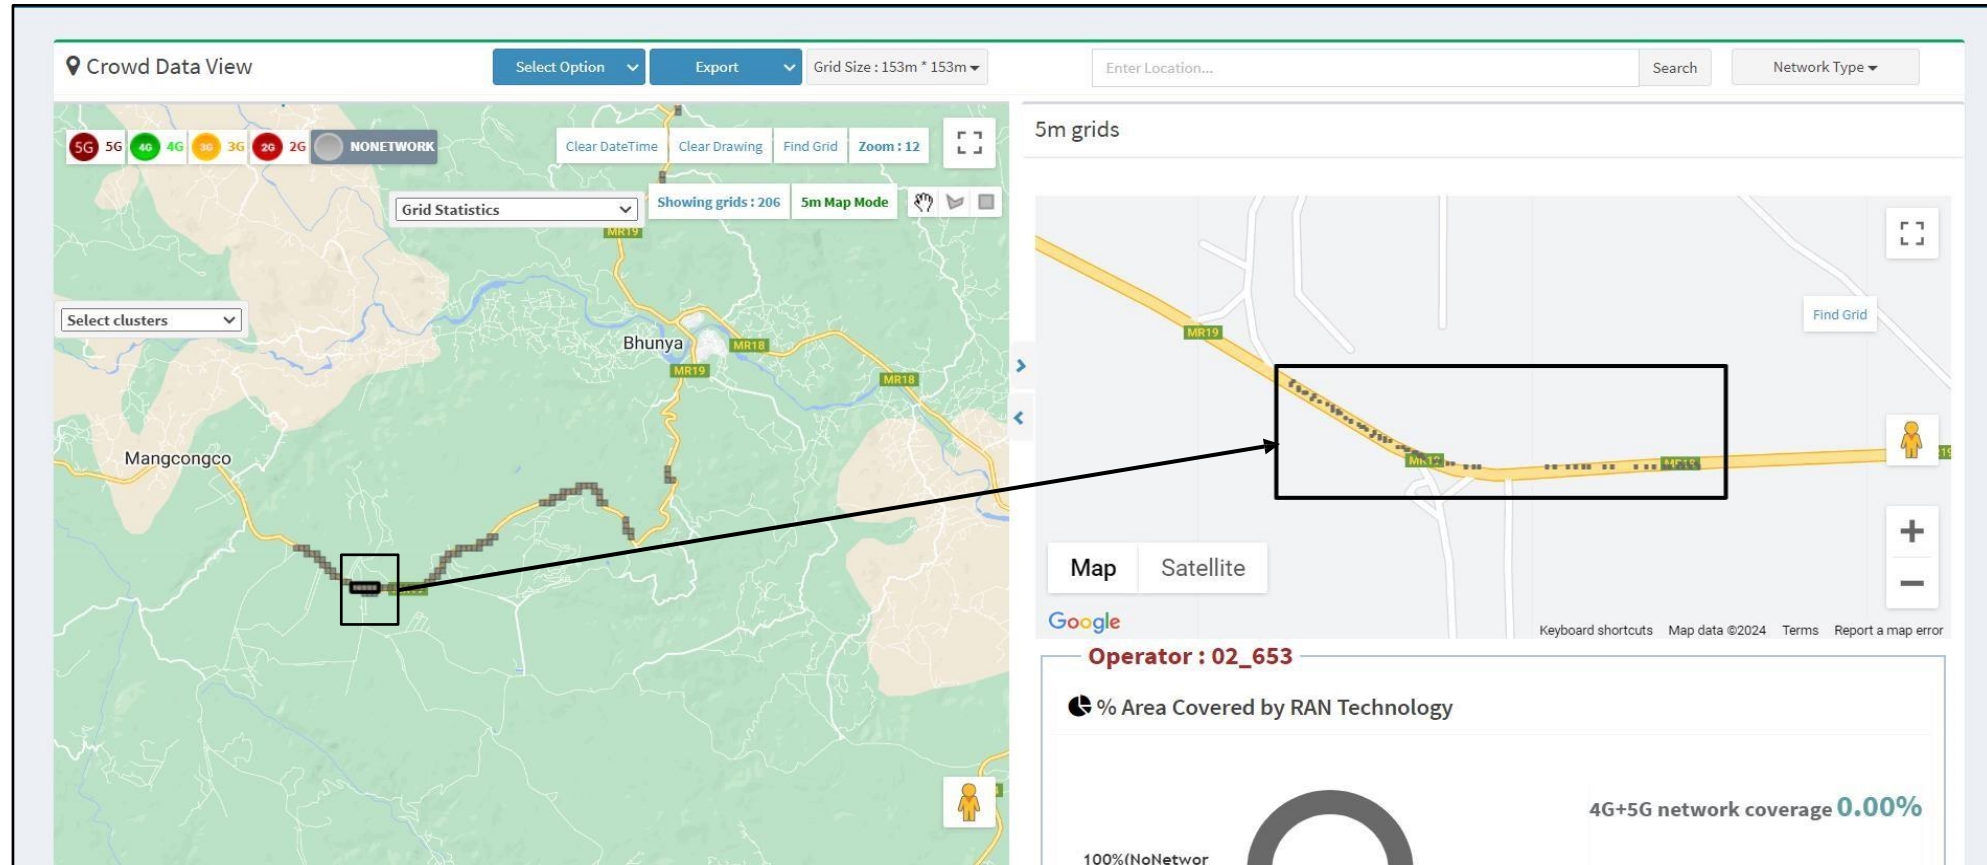 Crowd Data View
Select Option
Export
Grid Size : 153m * 153m
Enter Location...
Search
Network Type
5G 5G 4G 4G 3G 3G 2G 2G NONETWORK
Clear DateTime
Clear Drawing
Find Grid
Zoom : 12
Grid Statistics
Showing grids : 206
5m Map Mode
MR19
Select clusters
Bhunya
MR18
MR19
MR18
Mangcongco
5m grids
MR19
Find Grid
MR19
Map
Satellite
Google
Keyboard shortcuts
Map data ©2024
Terms
Report a map error
Operator : 02_653
% Area Covered by RAN Technology
4G+5G network coverage 0.00%
100%(NoNetwor